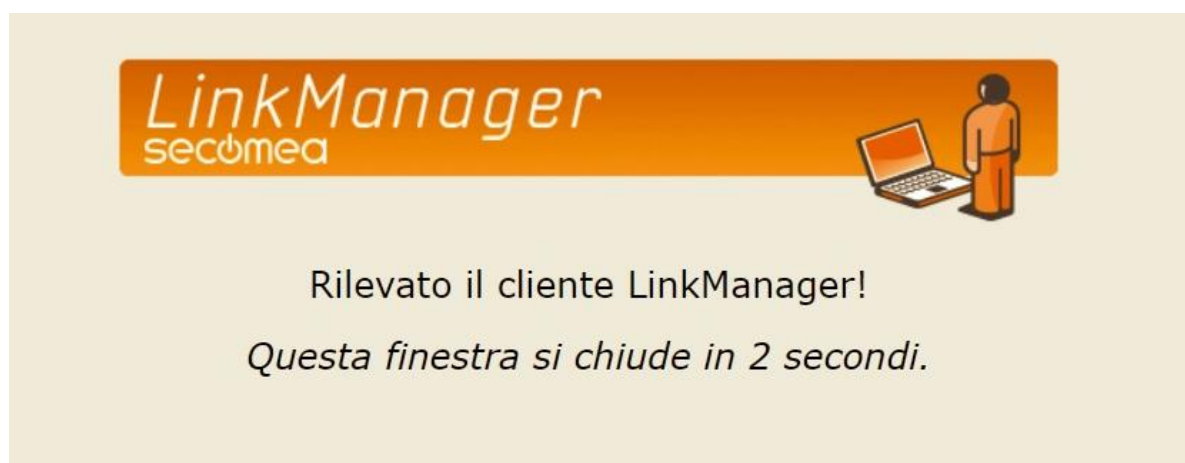 LinkManager
secomea
Rilevato il cliente LinkManager!
Questa finestra si chiude in 2 secondi.